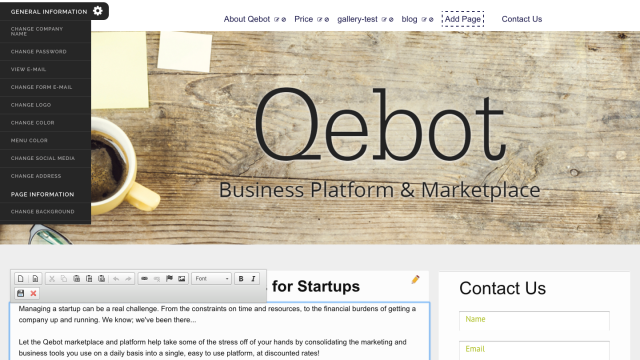 GENERAL INFORMATION
CHANGE COMPANY
NAME
CHANGE PASSWORD
VIEW E-MAIL
CHANGE FORM E-MAIL
CHANGE LOGO
CHANGE COLOR
MENU COLOR
CHANGE SOCIAL MEDIA
CHANGE ADDRESS
PAGE INFORMATION
CHANGE BACKGROUND
About Qebot Price gallery-test blog Add Page Contact Us
Qebot
Business Platform & Marketplace
Font B I
for Startups
Managing a startup can be a real challenge. From the constraints on time and resources, to the financial burdens of getting a
company up and running. We know; we've been there...
Let the Qebot marketplace and platform help take some of the stress off of your hands by consolidating the marketing and
business tools you use on a daily basis into a single, easy to use platform, at discounted rates!
Contact Us
Name
Email